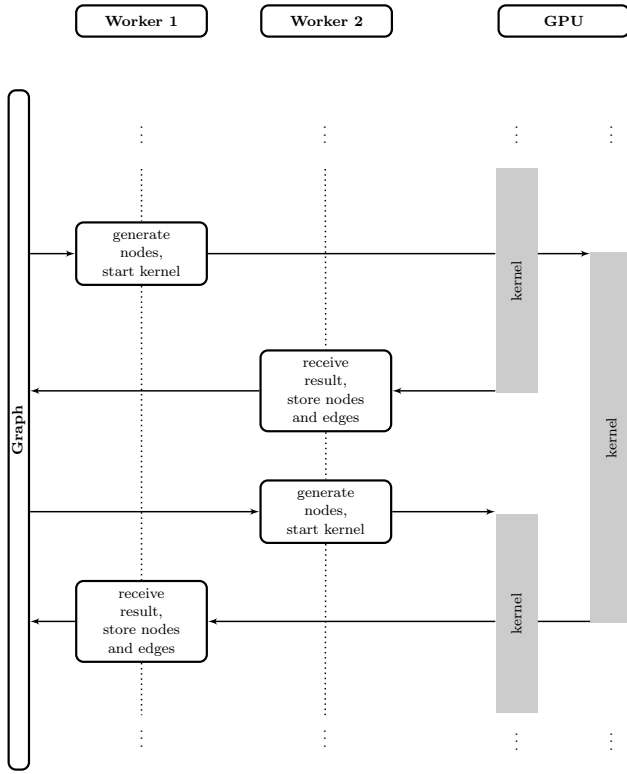 Worker 1
Worker 2
GPU
Graph
generate
nodes,
start kernel
kernel
receive
result,
store nodes
and edges
kernel
generate
nodes,
start kernel
receive
result,
store nodes
and edges
kernel